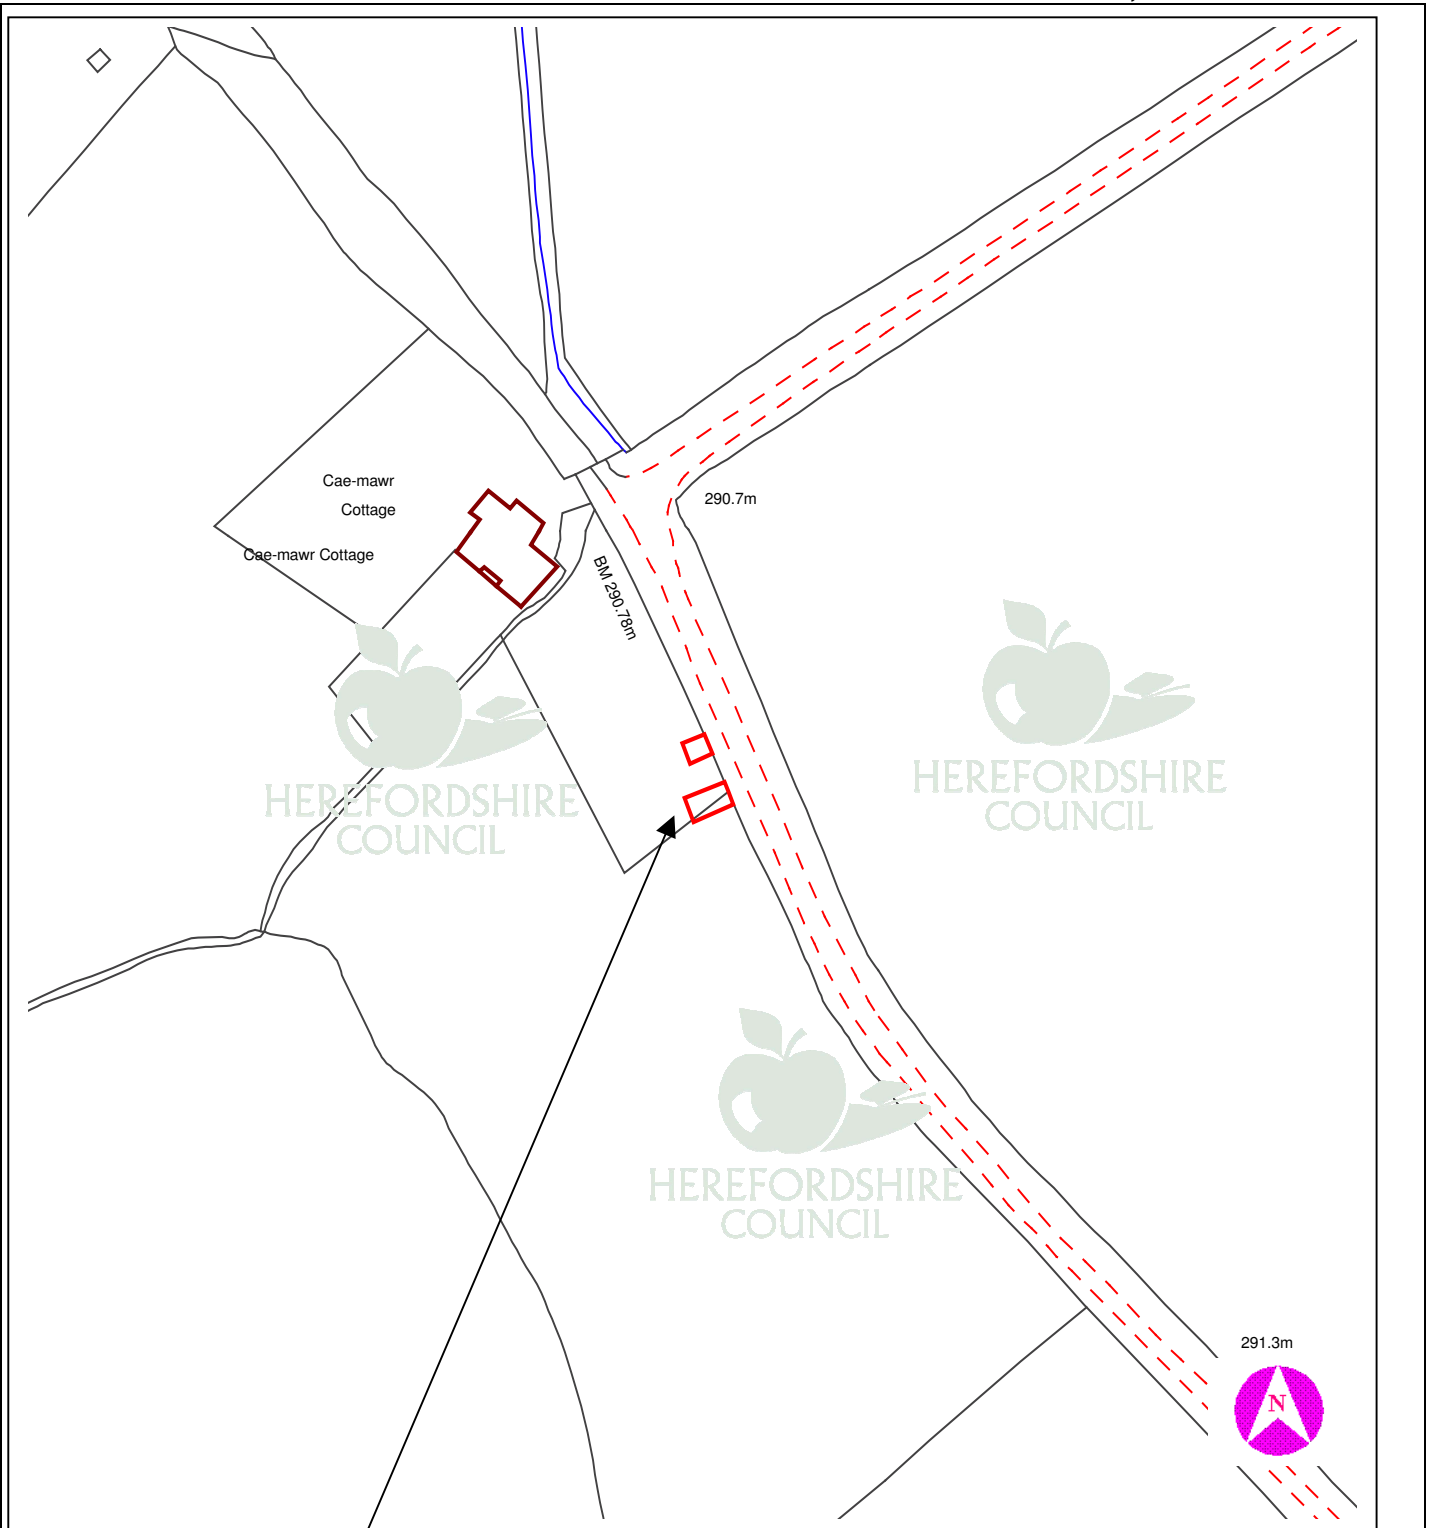 Cae-mawr
Cottage
Cae-mawr Cottage
290.7m
BM 290.78m
HEREFORDSHIRE
COUNCIL
HEREFORDSHIRE
COUNCIL
HEREFORDSHIRE
COUNCIL
291.3m
N